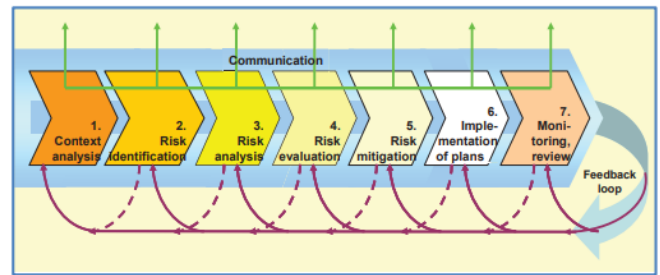 Communication
1.
Context
analysis
2.
Risk
identification
3.
Risk
analysis
4.
Risk
evaluation
5.
Risk
mitigation
6.
Imple-
mentation
of plans
7.
Moni-
toring,
review
Feedback
loop